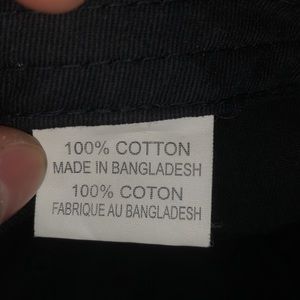 100% COTTON
MADE IN BANGLADESH
100% COTON
FABRIQUE AU BANGLADESH